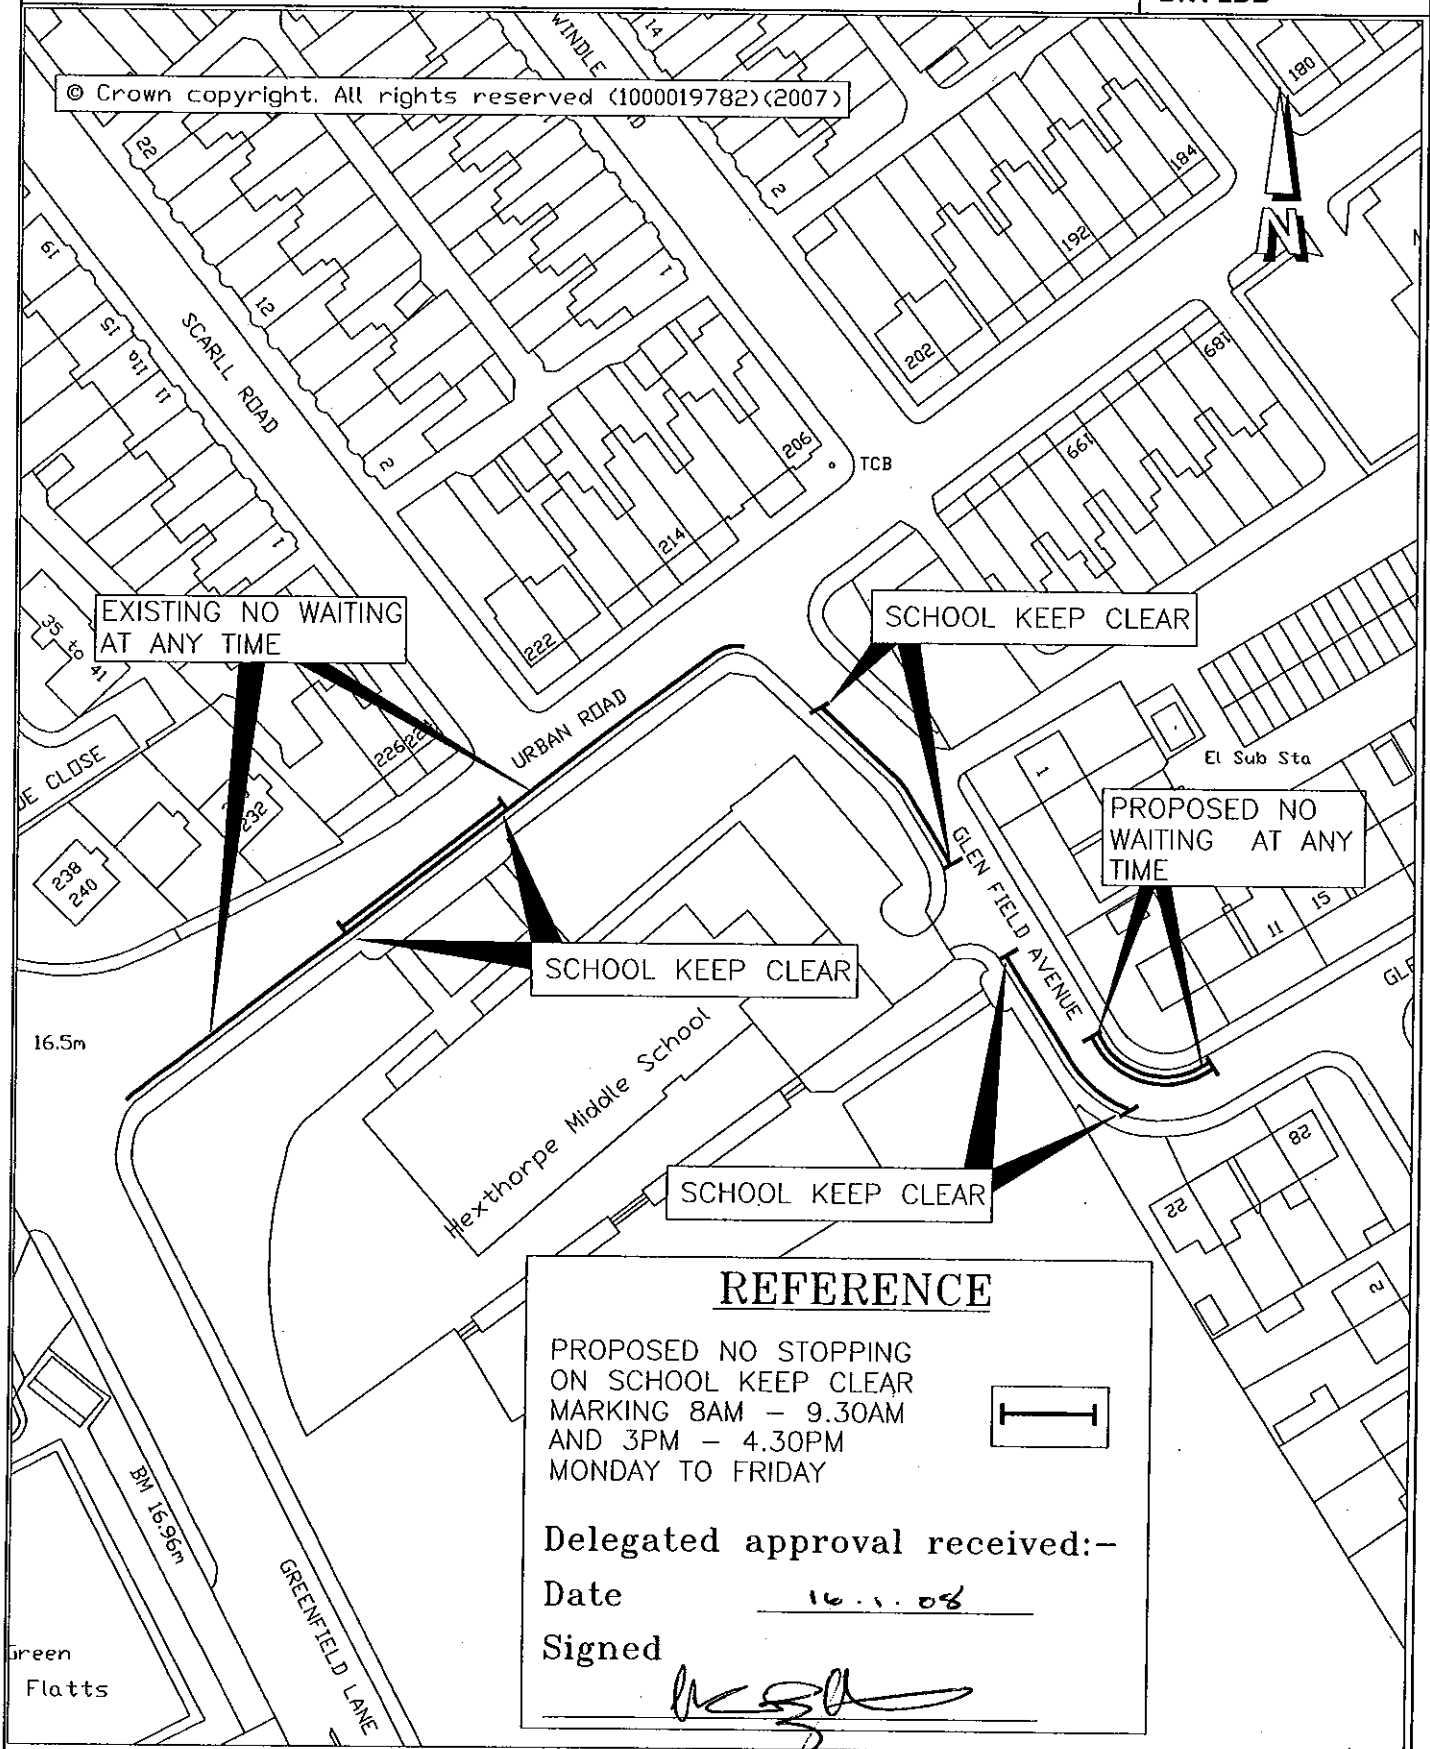 © Crown copyright. All rights reserved (1000019782)(2007)
WINDLE
14
180
22
2
184
192
N
19
12
1
202
189
15
11a
11
SCARLL ROAD
2
206
TCB
199
214
1
EXISTING NO WAITING
AT ANY TIME
SCHOOL KEEP CLEAR
35 to 41
222
URBAN ROAD
226
El Sub Sta
1
232
PROPOSED NO
WAITING AT ANY
TIME
238
240
GLEN FIELD AVENUE
15
11
SCHOOL KEEP CLEAR
16.5m
Hexthorpe Middle School
28
SCHOOL KEEP CLEAR
22
2
REFERENCE
PROPOSED NO STOPPING
ON SCHOOL KEEP CLEAR
MARKING 8AM - 9.30AM
AND 3PM - 4.30PM
MONDAY TO FRIDAY
BM 16.96m
Delegated approval received:-
Date 16.1.08
GREENFIELD LANE
Signed
Green
Flatts